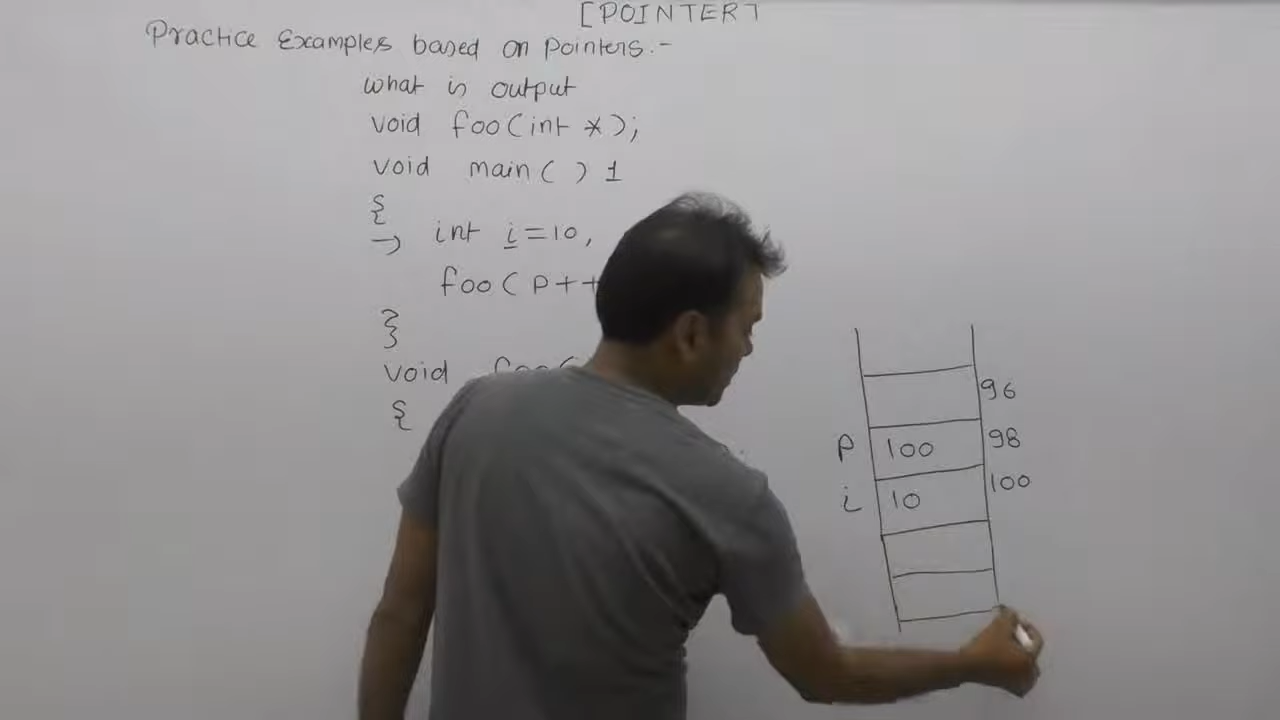 [POINTER]
Practice Examples based on pointers:-
what is output
void foo(int *);
void main( ) 1
{
→ int i=10,
foo( p++
}
void
{
96
p 100 98
i 10 100